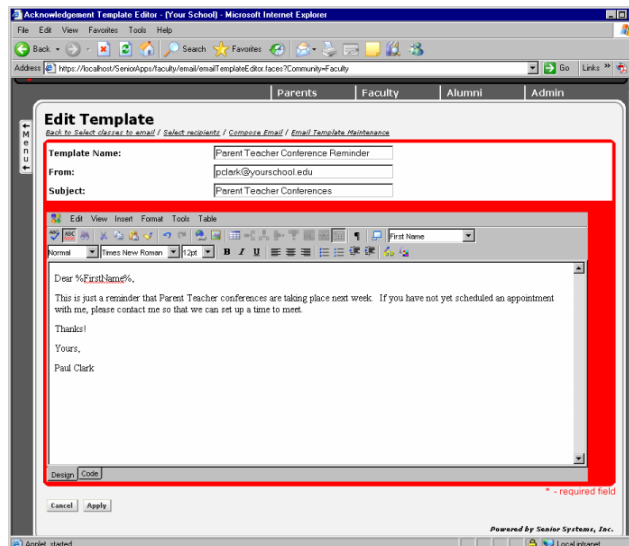 Acknowledgement Template Editor - (Your School) - Microsoft Internet Explorer
File Edit View Favorites Tools Help
Back Search Favorites
Address https://localhost/SeniorApps/faculty/email/emailTemplateEditor.faces?Community=Faculty Go Links »
Parents Faculty Alumni Admin
Menu
Edit Template
Back to Select classes to email / Select recipients / Compose Email / Email Template Maintenance
Template Name: Parent Teacher Conference Reminder
From: pclark@yourschool.edu
Subject: Parent Teacher Conferences
Edit View Insert Format Tools Table
ABC First Name
Normal Times New Roman 12pt B I U
Dear %FirstName%,
This is just a reminder that Parent Teacher conferences are taking place next week. If you have not yet scheduled an appointment
with me, please contact me so that we can set up a time to meet.
Thanks!
Yours,
Paul Clark
Design Code
* - required field
Cancel Apply
Powered by Senior Systems, Inc.
Applet started Local intranet